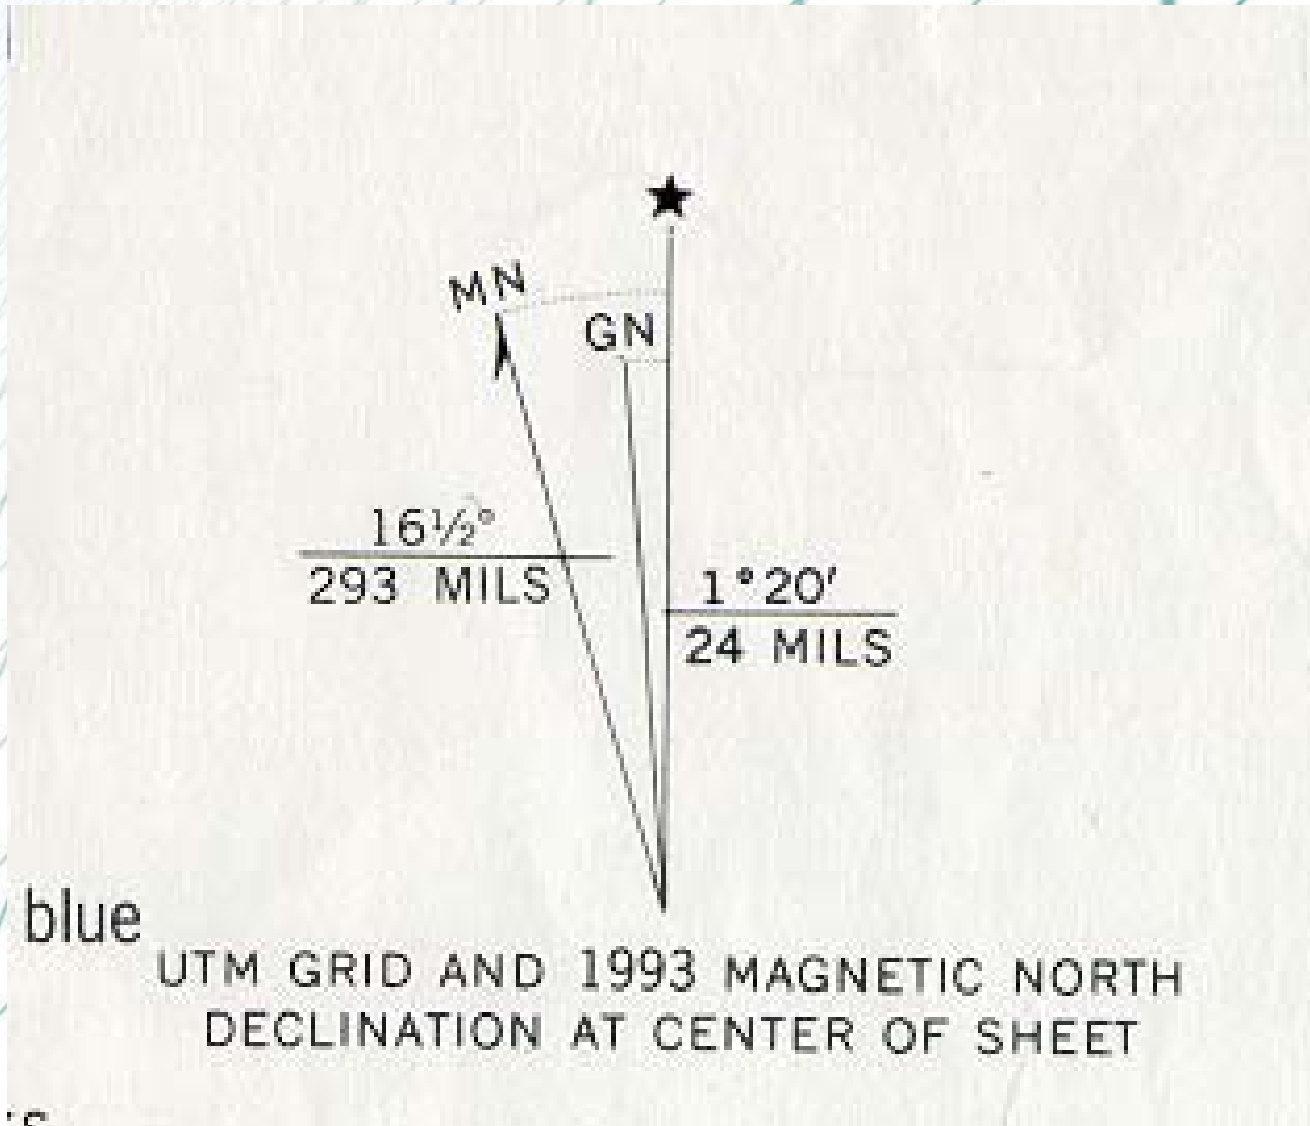 ★
MN
GN
16½°
293 MILS
1°20′
24 MILS
blue
UTM GRID AND 1993 MAGNETIC NORTH
DECLINATION AT CENTER OF SHEET